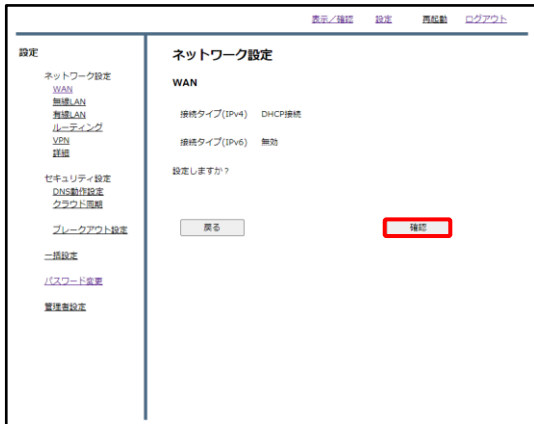 表示／確認 設定 再起動 ログアウト
設定
ネットワーク設定
WAN
無線LAN
有線LAN
ルーティング
VPN
詳細
セキュリティ設定
DNS動作設定
クラウド同期
ブレークアウト設定
一括設定
パスワード変更
管理者設定
ネットワーク設定
WAN
接続タイプ(IPv4) DHCP接続
接続タイプ(IPv6) 無効
設定しますか？
戻る 確認